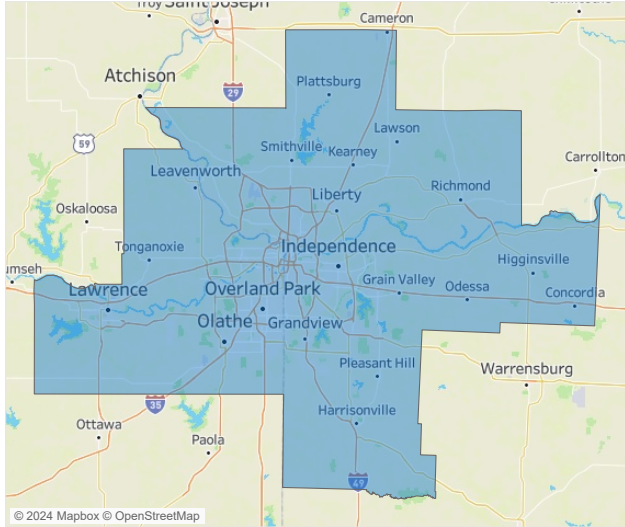 Saint Joseph
Cameron
Atchison
Plattsburg
29
Lawson
59
Smithville
Kearney
Carrollton
Leavenworth
Richmond
Liberty
Oskaloosa
Tonganoxie
Independence
Higginsville
umseh
Lawrence
Overland Park
Grain Valley
Odessa
Concordia
Olathe
Grandview
Pleasant Hill
Warrensburg
35
Harrisonville
Ottawa
Paola
49
© 2024 Mapbox © OpenStreetMap